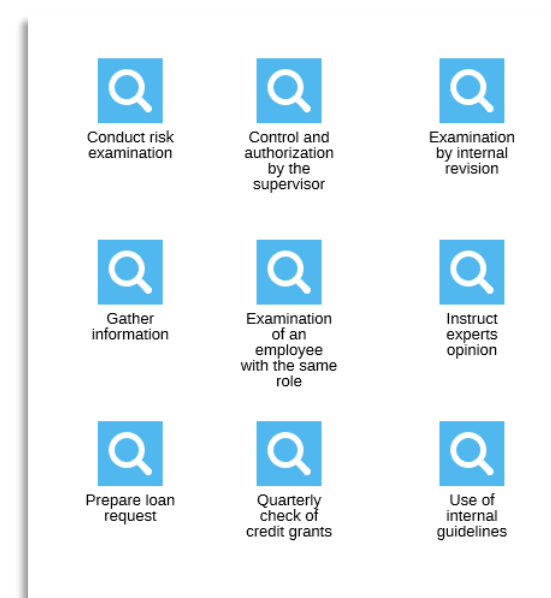 Conduct risk
examination
Control and
authorization
by the
supervisor
Examination
by internal
revision
Gather
information
Examination
of an
employee
with the same
role
Instruct
experts
opinion
Prepare loan
request
Quarterly
check of
credit grants
Use of
internal
guidelines